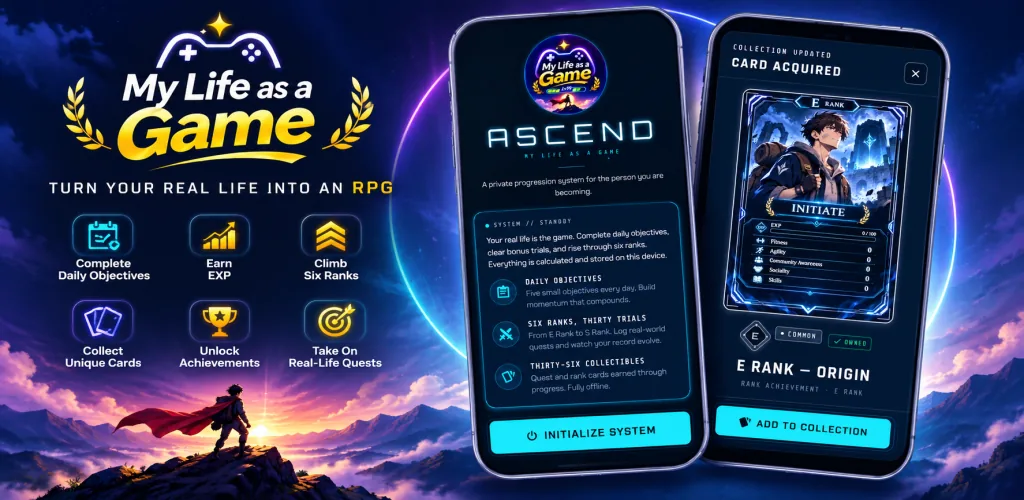 My Life as a
Game
TURN YOUR REAL LIFE INTO AN RPG
Complete
Daily Objectives
Earn
EXP
Climb
Six Ranks
Collect
Unique Cards
Unlock
Achievements
Take On
Real-Life Quests
My Life as a
Game
ASCEND
MY LIFE AS A GAME
A private progression system for the person you are
becoming.
SYSTEM // STANDBY
Your real life is the game. Complete daily objectives,
clear bonus trials, and rise through six ranks.
Everything is calculated and stored on this device.
DAILY OBJECTIVES
Five small objectives every day. Build
momentum that compounds.
SIX RANKS, THIRTY TRIALS
From E Rank to S Rank. Log real-world
quests and watch your record evolve.
THIRTY-SIX COLLECTIBLES
Quest and rank cards earned through
progress. Fully offline.
INITIALIZE SYSTEM
COLLECTION UPDATED
CARD ACQUIRED
E RANK
INITIATE
EXP 0 / 100
Fitness 0
Agility 0
Community Awareness 0
Sociality 0
Skills 0
E
COMMON
OWNED
E RANK — ORIGIN
RANK ACHIEVEMENT · E RANK
ADD TO COLLECTION